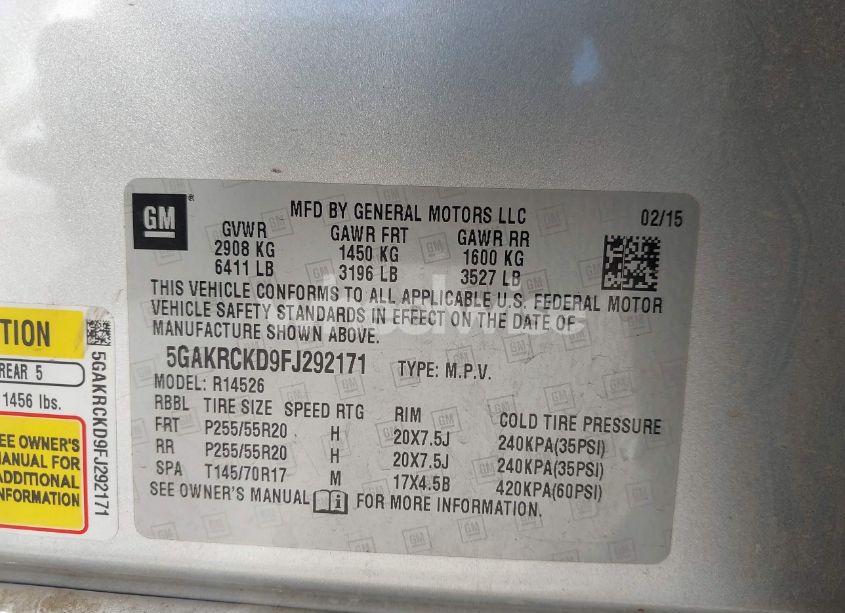 GM
MFD BY GENERAL MOTORS LLC 02/15
GVWR GAWR FRT GAWR RR
2908 KG 1450 KG 1600 KG
6411 LB 3196 LB 3527 LB
THIS VEHICLE CONFORMS TO ALL APPLICABLE U.S. FEDERAL MOTOR
VEHICLE SAFETY STANDARDS IN EFFECT ON THE DATE OF
MANUFACTURE SHOWN ABOVE.
5GAKRCKD9FJ292171 TYPE: M.P.V.
MODEL: R14526
RBBL TIRE SIZE SPEED RTG RIM COLD TIRE PRESSURE
FRT P255/55R20 H 20X7.5J 240KPA(35PSI)
RR P255/55R20 H 20X7.5J 240KPA(35PSI)
SPA T145/70R17 M 17X4.5B 420KPA(60PSI)
SEE OWNER'S MANUAL FOR MORE INFORMATION.
REAR 5
1456 lbs.
SEE OWNER'S
MANUAL FOR
ADDITIONAL
INFORMATION
5GAKRCKD9FJ292171